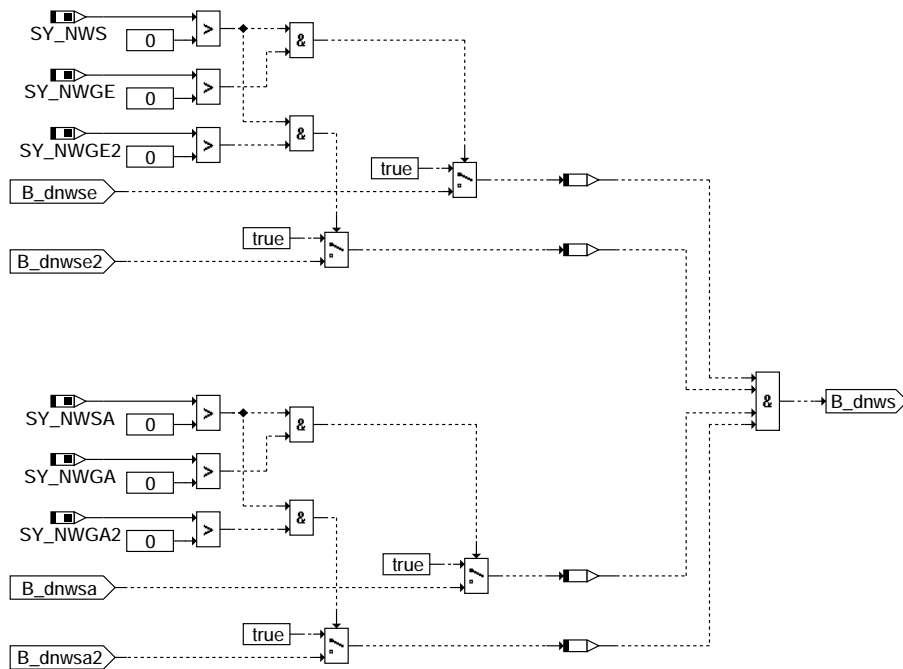 SY_NWS
0
>
&
SY_NWGE
0
>
SY_NWGE2
0
>
&
true
B_dnwse
true
B_dnwse2
SY_NWSA
0
>
&
&
B_dnws
SY_NWGA
0
>
SY_NWGA2
0
>
&
true
B_dnwsa
true
B_dnwsa2